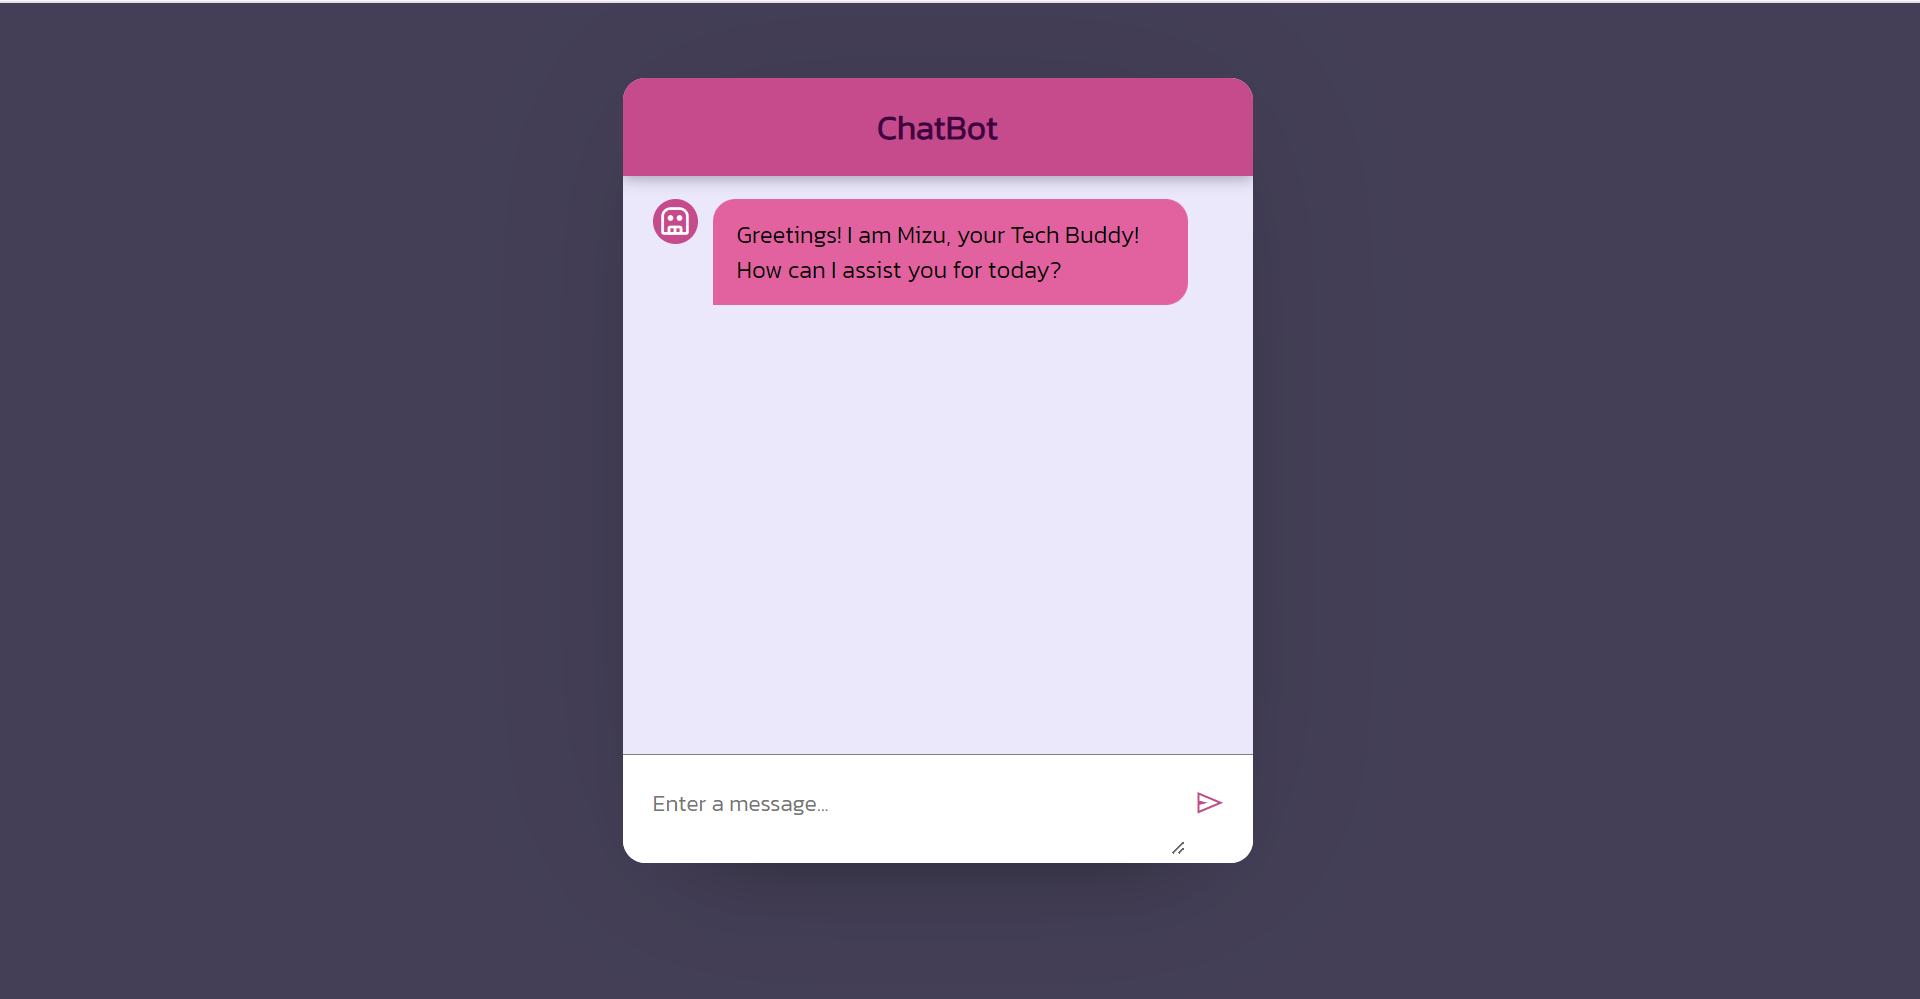 ChatBot
Greetings! I am Mizu, your Tech Buddy!
How can I assist you for today?
Enter a message...